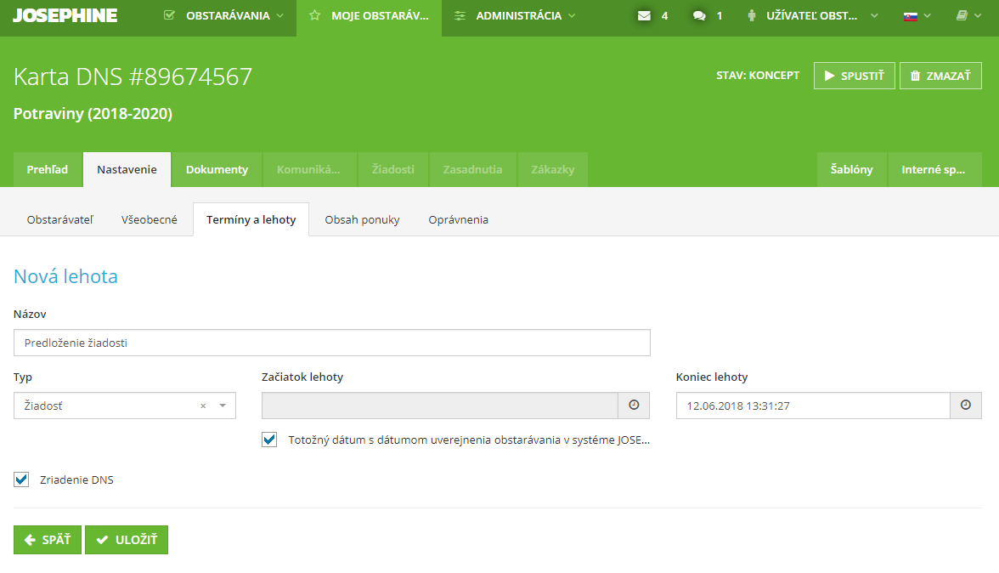 JOSEPHINE OBSTARÁVANIA MOJE OBSTARÁV... ADMINISTRÁCIA 4 1 UŽÍVATEĽ OBST...
Karta DNS #89674567 STAV: KONCEPT SPUSTIŤ ZMAZAŤ
Potraviny (2018-2020)
Prehľad Nastavenie Dokumenty Komuniká... Žiadosti Zasadnutia Zákazky Šablóny Interné sp...
Obstarávateľ Všeobecné Termíny a lehoty Obsah ponuky Oprávnenia
Nová lehota
Názov
Predloženie žiadosti
Typ Začiatok lehoty Koniec lehoty
Žiadosť × 12.06.2018 13:31:27
Totožný dátum s dátumom uverejnenia obstarávania v systéme JOSE...
Zriadenie DNS
SPÄŤ ULOŽIŤ